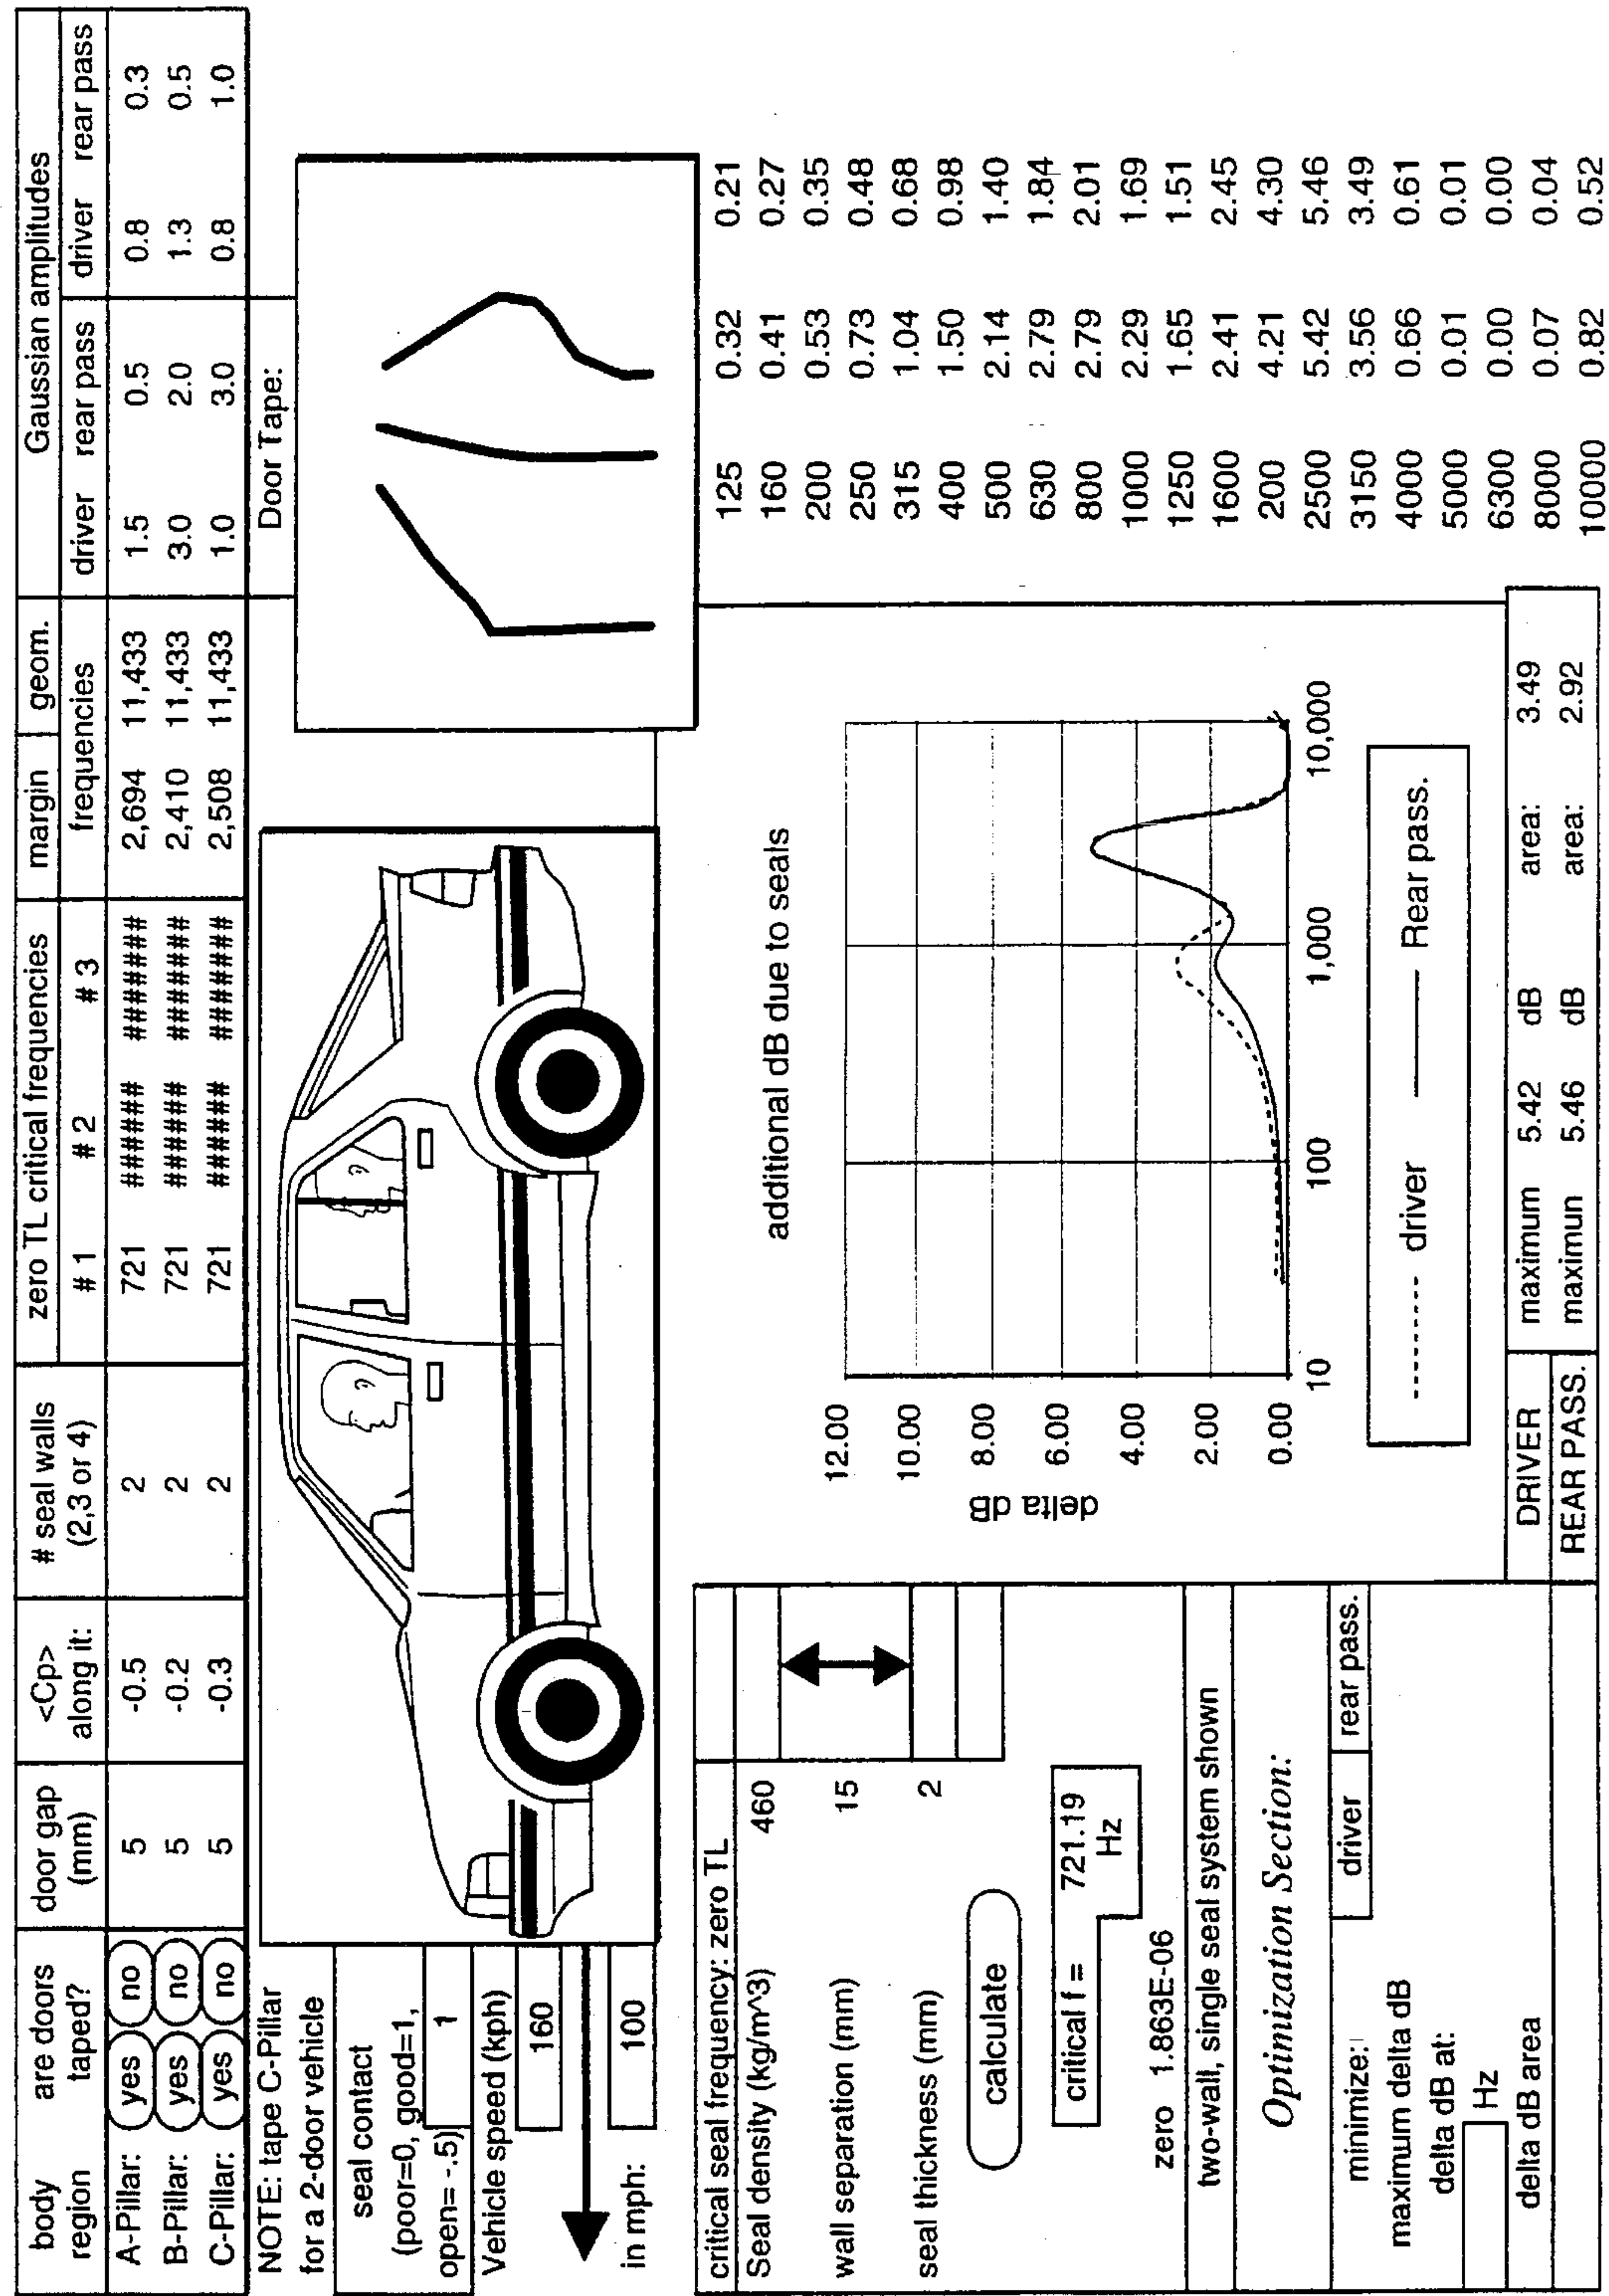 body are doors door gap <Cp> # seal walls zero TL critical frequencies margin geom. Gaussian amplitudes
region taped? (mm) along it: (2,3 or 4) # 1 # 2 # 3 frequencies driver rear pass driver rear pass
A-Pillar: yes no 5 -0.5 2 721 ###### ####### 2,694 11,433 1.5 0.5 0.8 0.3
B-Pillar: yes no 5 -0.2 2 721 ###### ####### 2,410 11,433 3.0 2.0 1.3 0.5
C-Pillar: yes no 5 -0.3 2 721 ###### ####### 2,508 11,433 1.0 3.0 0.8 1.0
NOTE: tape C-Pillar
for a 2-door vehicle
seal contact
(poor=0, good=1,
open= -.5) 1
Vehicle speed (kph)
160
in mph: 100
Door Tape:
critical seal frequency: zero TL
Seal density (kg/m^3) 460
wall separation (mm) 15
seal thickness (mm) 2
calculate
critical f = 721.19
Hz
zero 1.863E-06
two-wall, single seal system shown
Optimization Section:
minimize: driver rear pass.
maximum delta dB
delta dB at:
Hz
delta dB area
additional dB due to seals
delta dB
12.00
10.00
8.00
6.00
4.00
2.00
0.00
10 100 1,000 10,000
driver Rear pass.
DRIVER maximum 5.42 dB area: 3.49
REAR PASS. maximun 5.46 dB area: 2.92
125 0.32 0.21
160 0.41 0.27
200 0.53 0.35
250 0.73 0.48
315 1.04 0.68
400 1.50 0.98
500 2.14 1.40
630 2.79 1.84
800 2.79 2.01
1000 2.29 1.69
1250 1.65 1.51
1600 2.41 2.45
200 4.21 4.30
2500 5.42 5.46
3150 3.56 3.49
4000 0.66 0.61
5000 0.01 0.01
6300 0.00 0.00
8000 0.07 0.04
10000 0.82 0.52